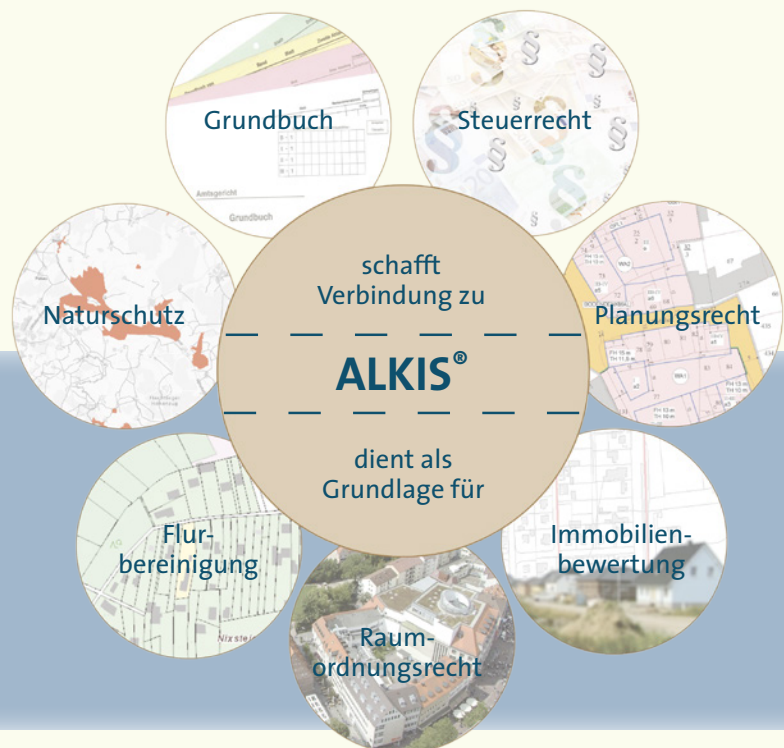 Grundbuch
Steuerrecht
Amtsgericht
Grundbuch
schafft
Verbindung zu
Naturschutz
Planungsrecht
ALKIS®
dient als
Grundlage für
Flur-
bereinigung
Immobilien-
bewertung
Raum-
ordnungsrecht